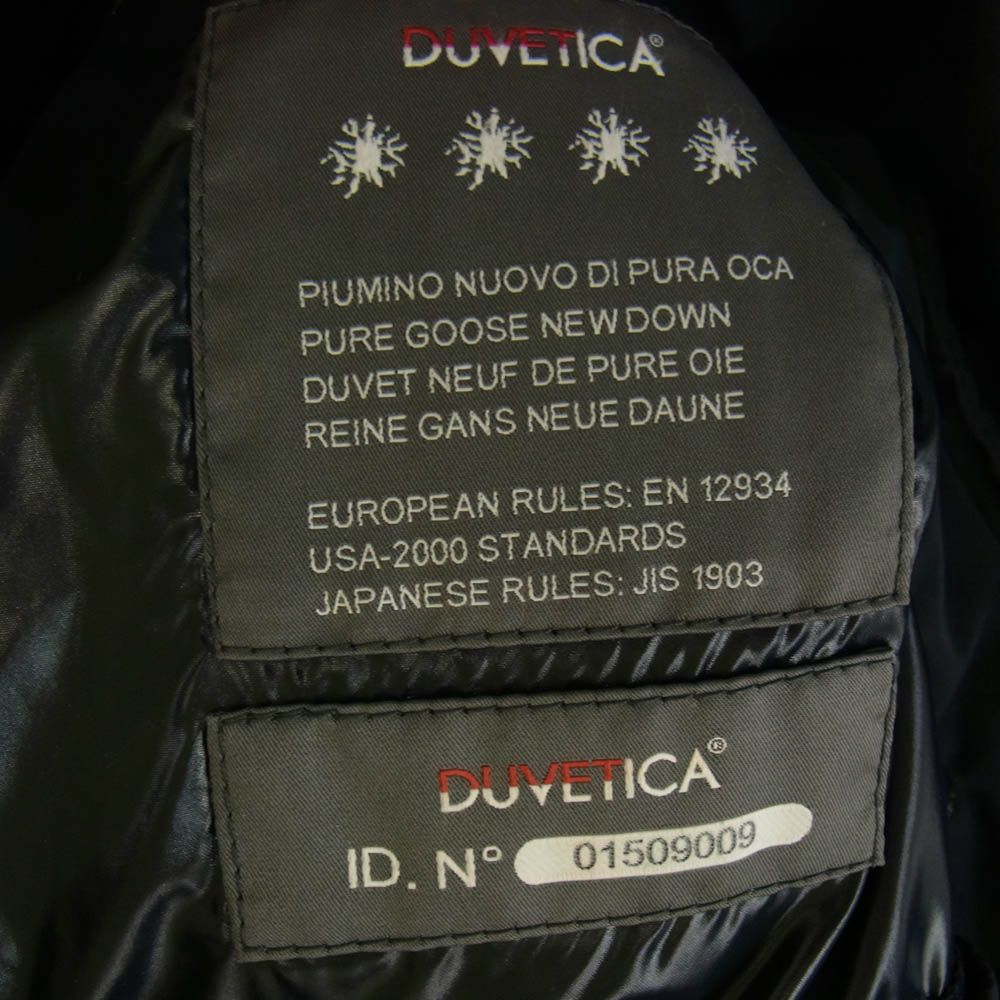 DUVETICA®
PIUMINO NUOVO DI PURA OCA
PURE GOOSE NEW DOWN
DUVET NEUF DE PURE OIE
REINE GANS NEUE DAUNE
EUROPEAN RULES: EN 12934
USA-2000 STANDARDS
JAPANESE RULES: JIS 1903
DUVETICA®
ID. N° 01509009